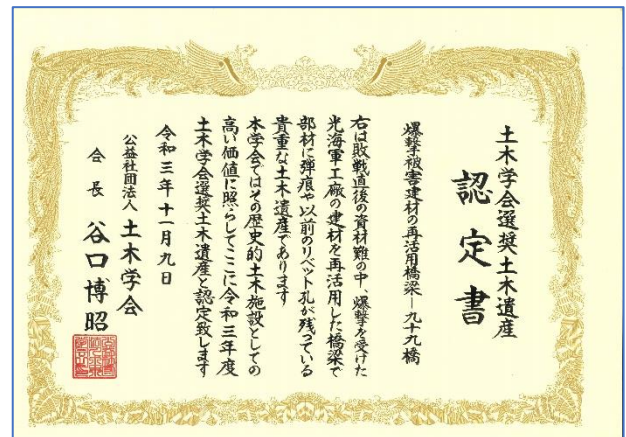 土木学会選奨土木遺産
認定書
爆撃被害建材の再活用橋梁－九十九橋
右は敗戦直後の資材難の中、爆撃を受けた
光海軍工廠の建材を再活用した橋梁で
部材に弾痕や以前のリベット孔が残っている
貴重な土木遺産であります
本学会ではその歴史的土木施設としての
高い価値に照らしてここに令和三年度
土木学会選奨土木遺産と認定致します
令和三年十一月九日
公益社団法人 土木学会
会長 谷口博昭